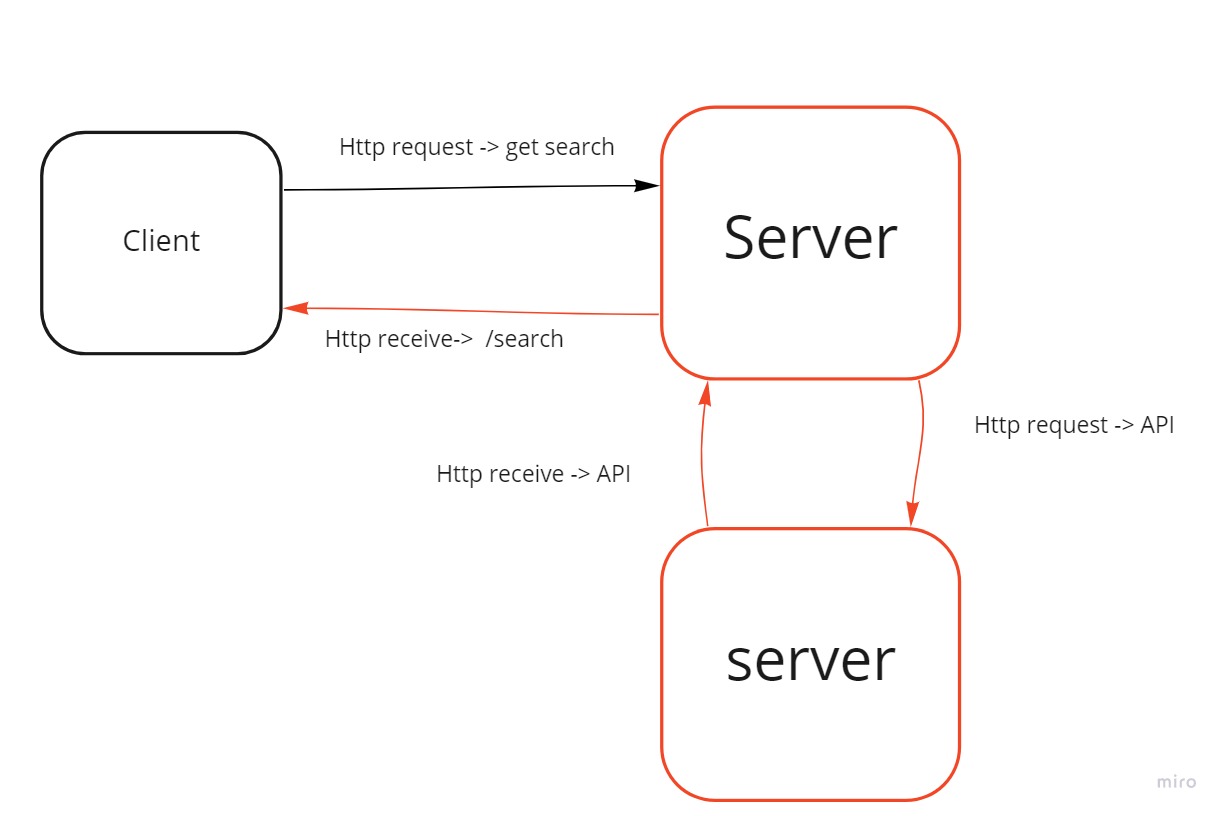 Http request -> get search
Client
Server
Http receive-> /search
Http request -> API
Http receive -> API
server
miro